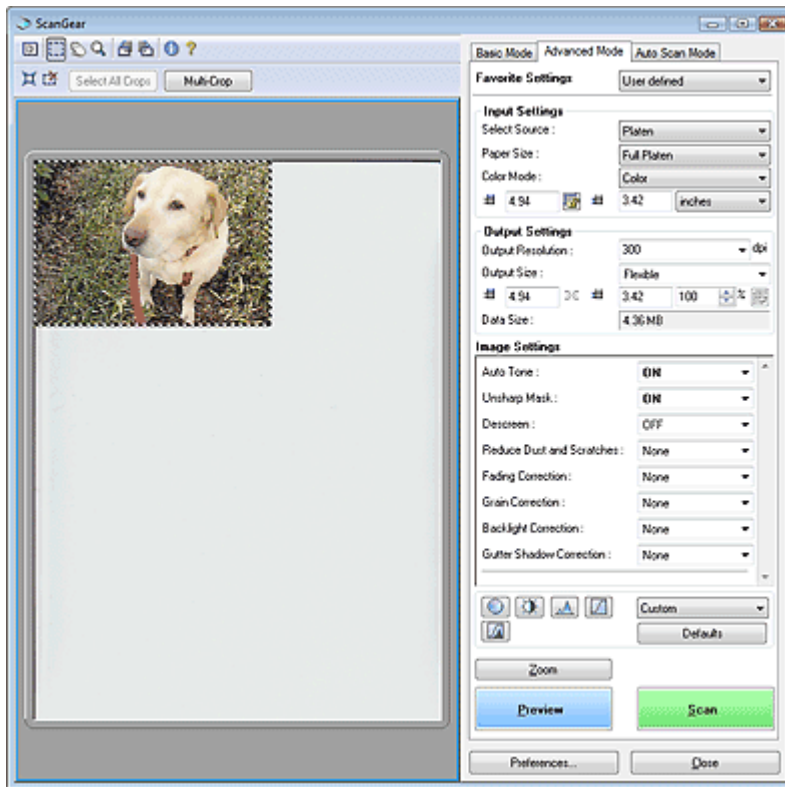 ScanGear
Select All Crops Multi-Crop
Basic Mode Advanced Mode Auto Scan Mode
Favorite Settings User defined
Input Settings
Select Source : Platen
Paper Size : Full Platen
Color Mode : Color
4.94 3.42 inches
Output Settings
Output Resolution : 300 dpi
Output Size : Flexible
4.94 3.42 100 %
Data Size : 4.36 MB
Image Settings
Auto Tone : ON
Unsharp Mask : ON
Descreen : OFF
Reduce Dust and Scratches : None
Fading Correction : None
Grain Correction : None
Backlight Correction : None
Gutter Shadow Correction : None
Custom
Defaults
Zoom
Preview Scan
Preferences... Close